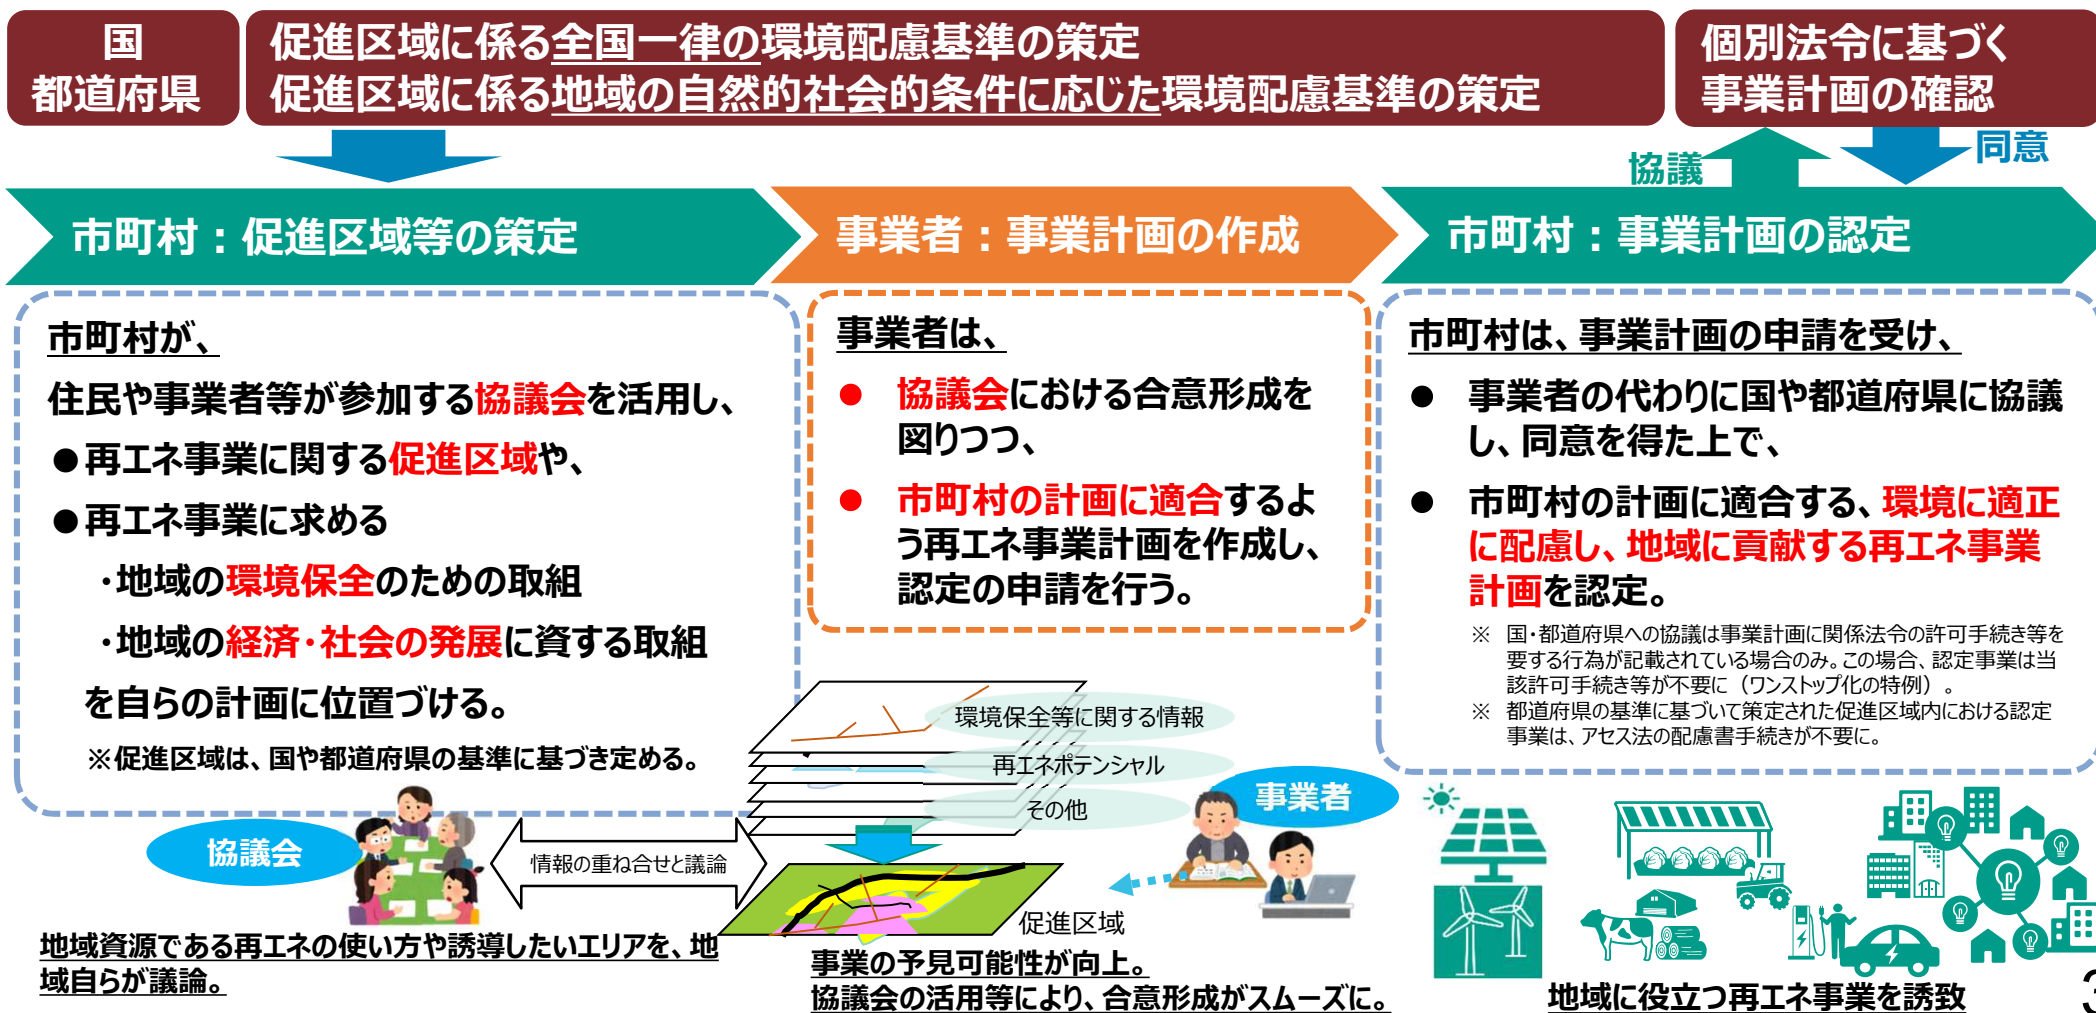 国
都道府県
促進区域に係る全国一律の環境配慮基準の策定
促進区域に係る地域の自然的社会的条件に応じた環境配慮基準の策定
個別法令に基づく
事業計画の確認
協議
同意
市町村：促進区域等の策定
事業者：事業計画の作成
市町村：事業計画の認定
市町村が、
住民や事業者等が参加する協議会を活用し、
●再エネ事業に関する促進区域や、
●再エネ事業に求める
・地域の環境保全のための取組
・地域の経済・社会の発展に資する取組
を自らの計画に位置づける。
※促進区域は、国や都道府県の基準に基づき定める。
事業者は、
● 協議会における合意形成を
図りつつ、
● 市町村の計画に適合するよ
う再エネ事業計画を作成し、
認定の申請を行う。
市町村は、事業計画の申請を受け、
● 事業者の代わりに国や都道府県に協議
し、同意を得た上で、
● 市町村の計画に適合する、環境に適正
に配慮し、地域に貢献する再エネ事業
計画を認定。
※ 国・都道府県への協議は事業計画に関係法令の許可手続き等を
要する行為が記載されている場合のみ。この場合、認定事業は当
該許可手続き等が不要に（ワンストップ化の特例）。
※ 都道府県の基準に基づいて策定された促進区域内における認定
事業は、アセス法の配慮書手続きが不要に。
環境保全等に関する情報
再エネポテンシャル
その他
協議会
情報の重ね合せと議論
事業者
促進区域
地域資源である再エネの使い方や誘導したいエリアを、地
域自らが議論。
事業の予見可能性が向上。
協議会の活用等により、合意形成がスムーズに。
地域に役立つ再エネ事業を誘致
3